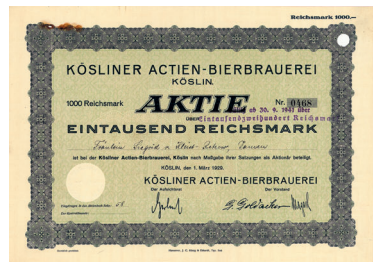 Reichsmark 1000.—
KÖSLINER ACTIEN-BIERBRAUEREI
KÖSLIN.
1000 Reichsmark AKTIE Nr. 0468
ab 30. 9. 1941 über
ÜBER Eintausendzweihundert Reichsmark
EINTAUSEND REICHSMARK
Fräulein
ist bei der Kösliner Actien-Bierbrauerei, Köslin nach Maßgabe ihrer Satzungen als Aktionär beteiligt.
KÖSLIN, den 1. März 1929.
KÖSLINER ACTIEN-BIERBRAUEREI
Der Aufsichtsrat Der Vorstand